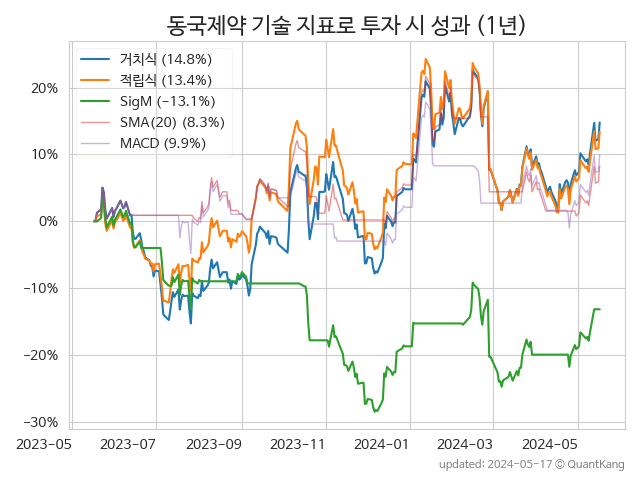 동국제약 기술 지표로 투자 시 성과 (1년)
거치식 (14.8%)
적립식 (13.4%)
SigM (−13.1%)
SMA(20) (8.3%)
MACD (9.9%)
20%
10%
0%
−10%
−20%
−30%
2023-05 2023-07 2023-09 2023-11 2024-01 2024-03 2024-05
updated: 2024-05-17 © QuantKang